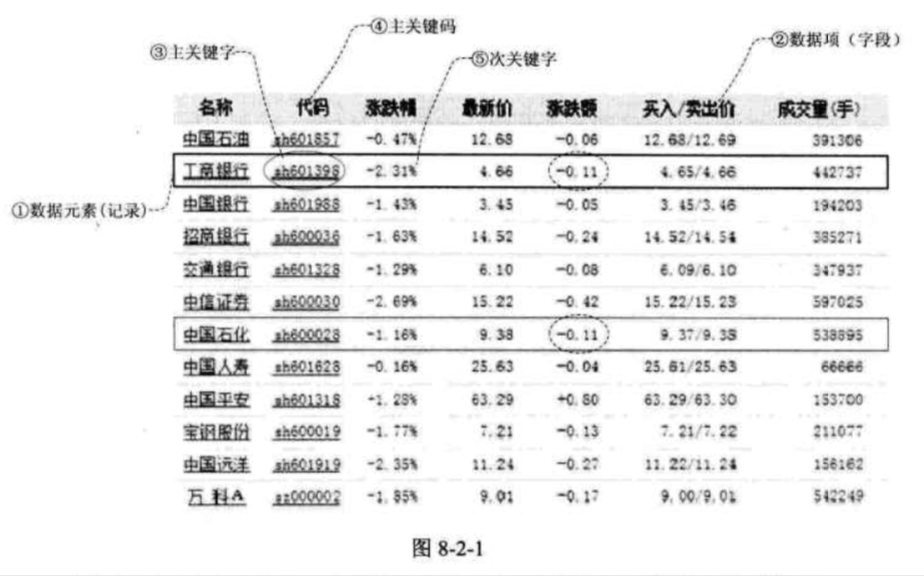 ④主关键码
③主关键字
⑤次关键字
②数据项（字段）
名称 代码 涨跌幅 最新价 涨跌额 买入/卖出价 成交量(手)
中国石油 sh601857 -0.47% 12.68 -0.06 12.68/12.69 391306
工商银行 sh601398 -2.31% 4.66 -0.11 4.65/4.66 442737
①数据元素(记录)
中国银行 sh601988 -1.43% 3.45 -0.05 3.45/3.46 194203
招商银行 sh600036 -1.63% 14.52 -0.24 14.52/14.54 385271
交通银行 sh601328 -1.29% 6.10 -0.08 6.09/6.10 347937
中信证券 sh600030 -2.69% 15.22 -0.42 15.22/15.23 597025
中国石化 sh600028 -1.16% 9.38 -0.11 9.37/9.38 538895
中国人寿 sh601628 -0.16% 25.63 -0.04 25.61/25.63 66666
中国平安 sh601318 +1.28% 63.29 +0.80 63.29/63.30 153700
宝钢股份 sh600019 -1.77% 7.21 -0.13 7.21/7.22 211077
中国远洋 sh601919 -2.35% 11.24 -0.27 11.22/11.24 156162
万 科A sz000002 -1.85% 9.01 -0.17 9.00/9.01 542249
图 8-2-1